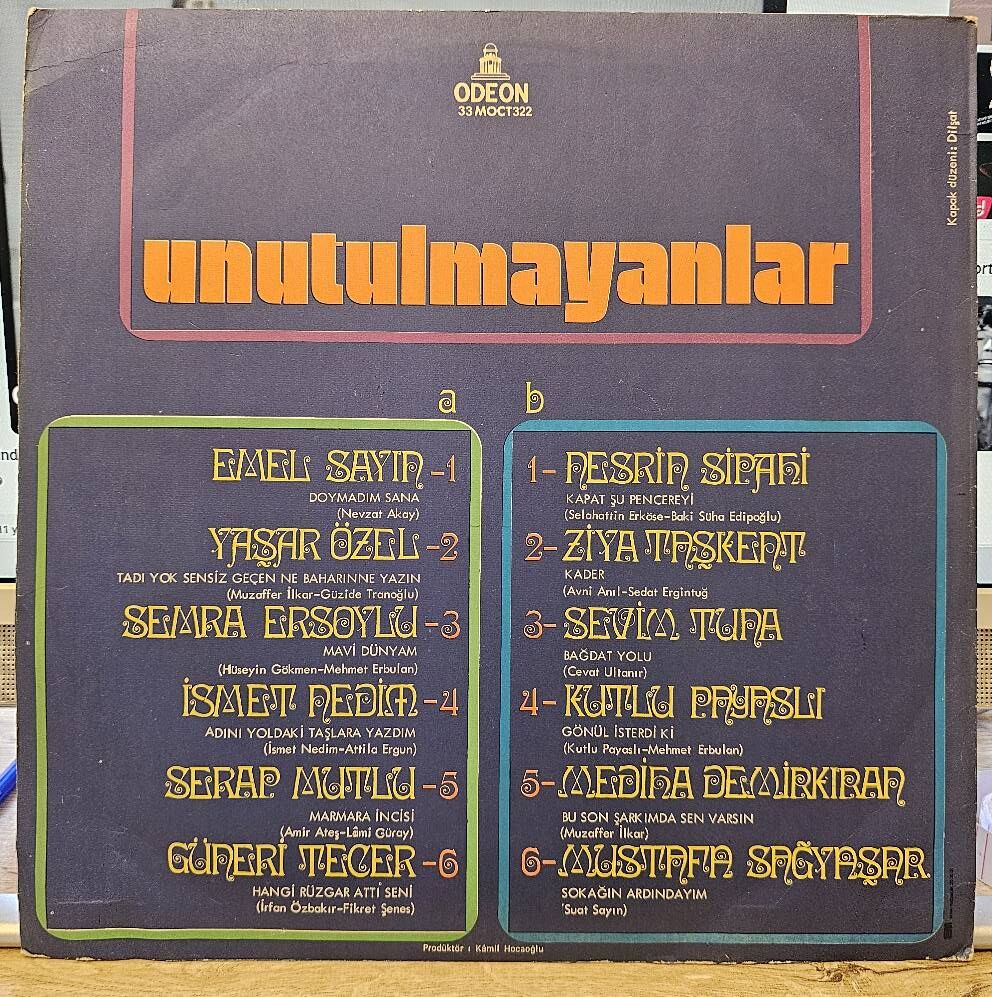 ODEON
33 MOCT322
Kapak düzeni: Dilşat
unutulmayanlar
a
EMEL SAYIN -1
DOYMADIM SANA
(Nevzat Akay)
YAŞAR ÖZEL -2
TADI YOK SENSİZ GEÇEN NE BAHARINNE YAZIN
(Muzaffer İlkar-Güzide Tranoğlu)
SEMRA ERSOYLU -3
MAVİ DÜNYAM
(Hüseyin Gökmen-Mehmet Erbulan)
İSMET NEDİM -4
ADINI YOLDAKİ TAŞLARA YAZDIM
(İsmet Nedim-Attila Ergun)
SERAP MUTLU -5
MARMARA İNCİSİ
(Amir Ateş-Lâmi Güray)
GÜNERİ TECER -6
HANGİ RÜZGAR ATTI SENİ
(İrfan Özbakır-Fikret Şenes)
b
1- NESRİN SİPAHİ
KAPAT ŞU PENCEREYİ
(Selahattin Erköse-Baki Süha Edipoğlu)
2- ZİYA TAŞKENT
KADER
(Avni Anıl-Sedat Ergintuğ
3- SEVİM TUNA
BAĞDAT YOLU
(Cevat Ultanır)
4- KUTLU PAYASLI
GÖNÜL İSTERDİ Kİ
(Kutlu Payaslı-Mehmet Erbulan)
5- MEDİHA DEMİRKIRAN
BU SON ŞARKIMDA SEN VARSIN
(Muzaffer İlkar)
6- MUSTAFA SAĞYAŞAR
SOKAĞIN ARDINDAYIM
'Suat Sayın)
Prodüktör : Kâmil Hocaoğlu